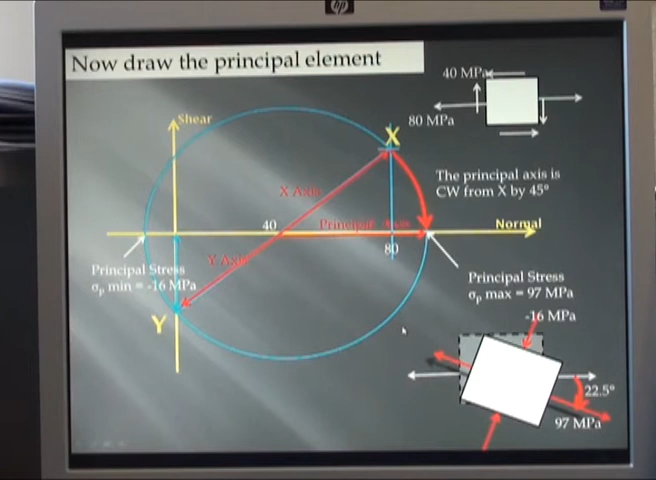 hp
Now draw the principal element
40 MPa
80 MPa
Shear
X
The principal axis is
CW from X by 45°
X Axis
40
Principal Axis
Normal
80
Y Axis
Principal Stress
σp min = -16 MPa
Principal Stress
σp max = 97 MPa
Y
-16 MPa
22.5°
97 MPa